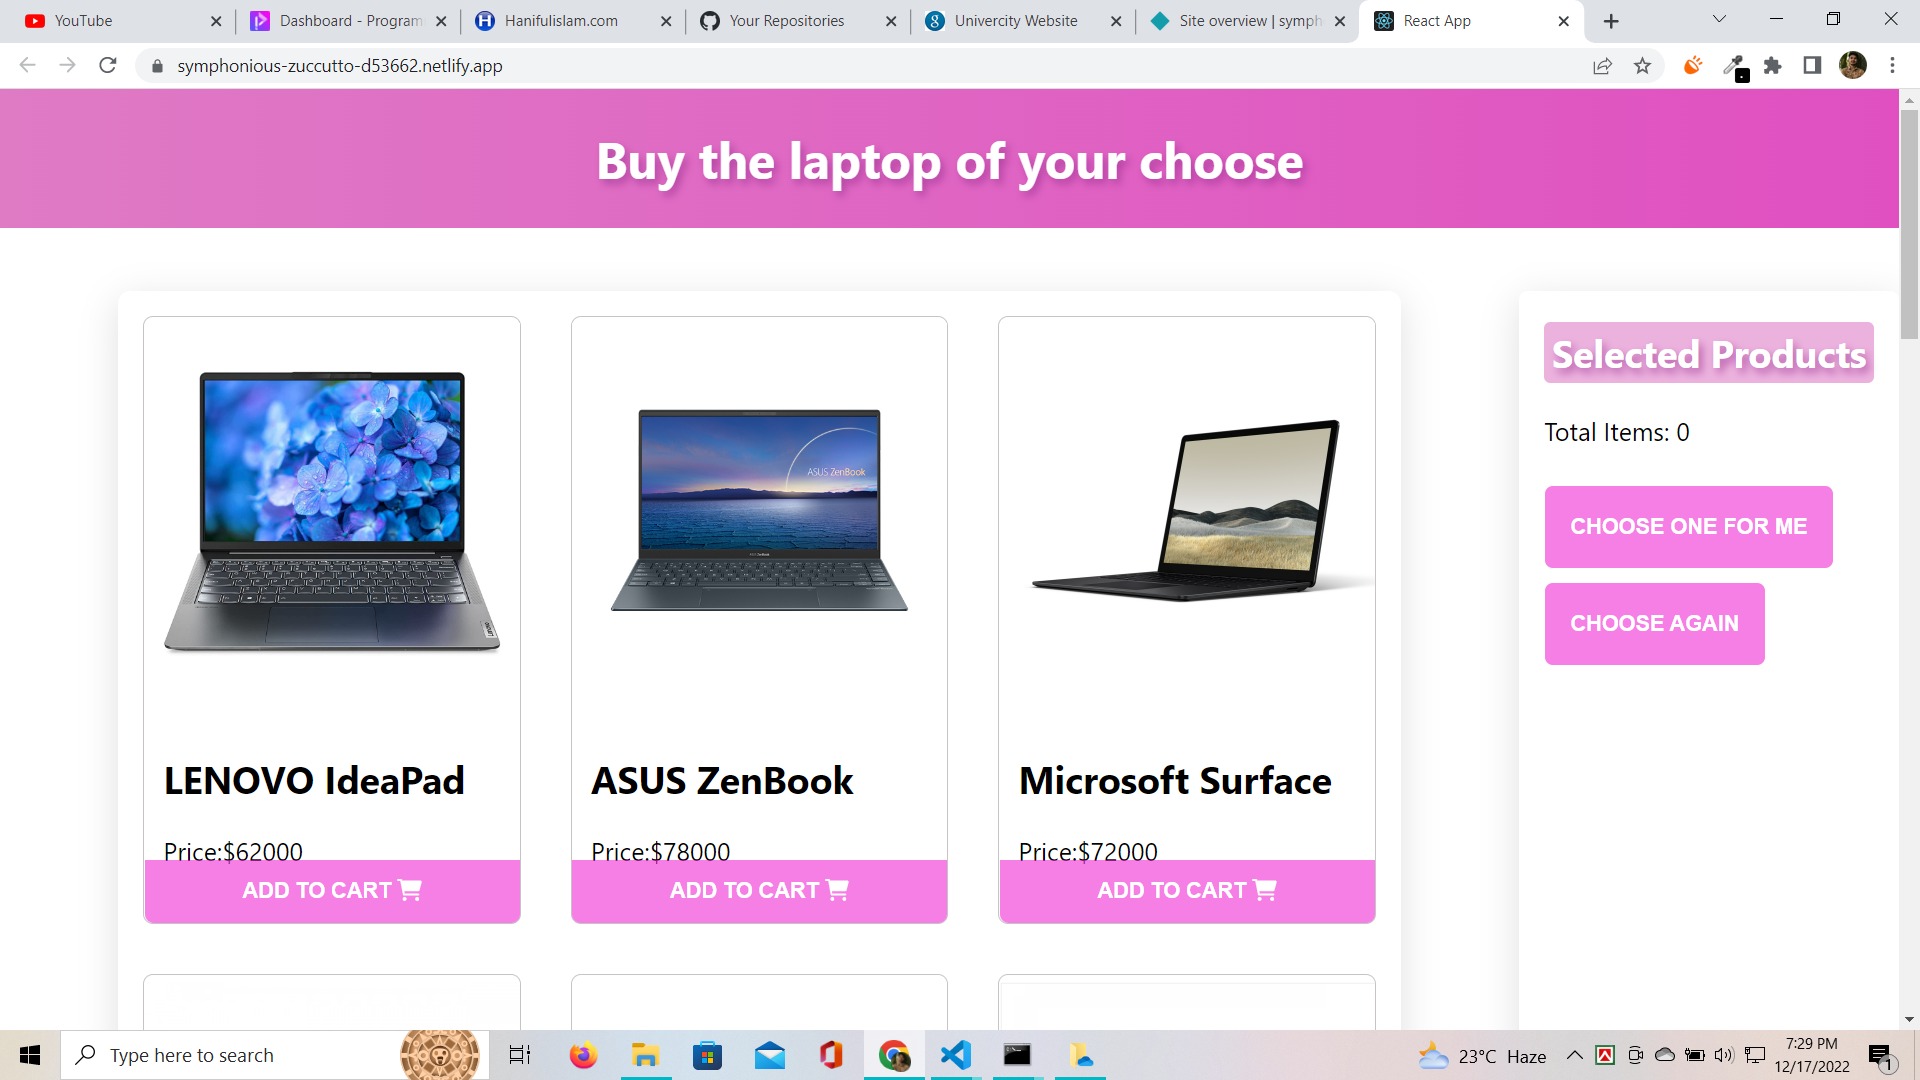 YouTube
Dashboard - Program
Hanifulislam.com
Your Repositories
Univercity Website
Site overview | symph
React App
symphonious-zuccutto-d53662.netlify.app
Buy the laptop of your choose
Selected Products
Total Items: 0
CHOOSE ONE FOR ME
CHOOSE AGAIN
ASUS ZenBook
LENOVO IdeaPad
Price:$62000
ADD TO CART
ASUS ZenBook
Price:$78000
ADD TO CART
Microsoft Surface
Price:$72000
ADD TO CART
Type here to search
23°C Haze
7:29 PM
12/17/2022
1